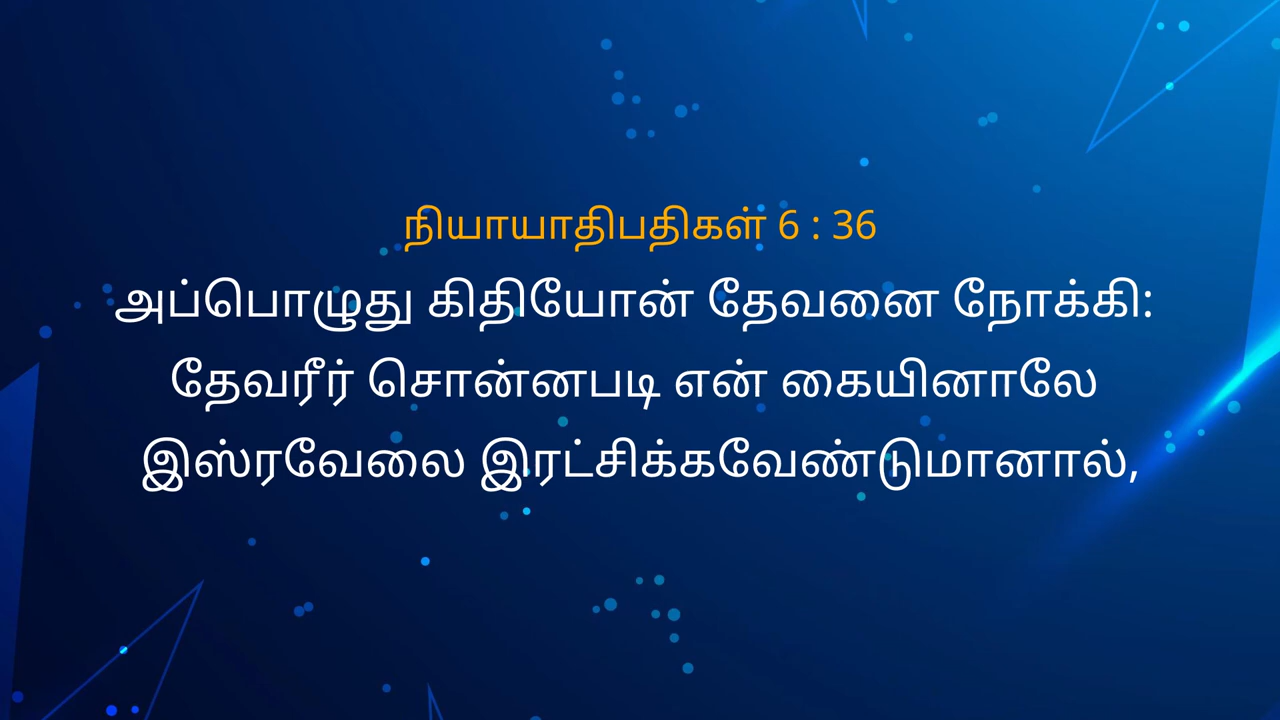 நியாயாதிபதிகள் 6 : 36
அப்பொழுது கிதியோன் தேவனை நோக்கி:
தேவரீர் சொன்னபடி என் கையினாலே
இஸ்ரவேலை இரட்சிக்கவேண்டுமானால்,